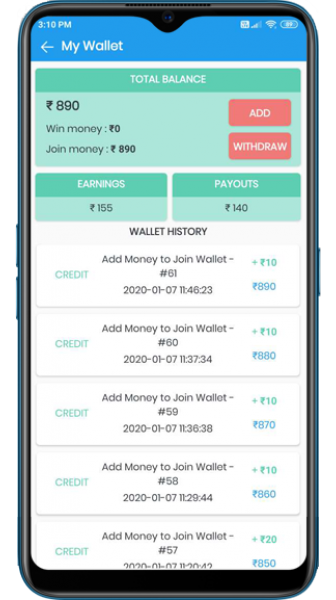 3:10 PM
My Wallet
TOTAL BALANCE
₹ 890
ADD
Win money : ₹0
Join money : ₹ 890
WITHDRAW
EARNINGS
PAYOUTS
₹ 155
₹ 140
WALLET HISTORY
Add Money to Join Wallet -
#61
2020-01-07 11:46:23
CREDIT
+ ₹10
₹890
Add Money to Join Wallet -
#60
2020-01-07 11:37:34
CREDIT
+ ₹10
₹880
Add Money to Join Wallet -
#59
2020-01-07 11:36:38
CREDIT
+ ₹10
₹870
Add Money to Join Wallet -
#58
2020-01-07 11:29:44
CREDIT
+ ₹10
₹860
Add Money to Join Wallet -
#57
2020-01-07 11:20:42
CREDIT
+ ₹20
₹850